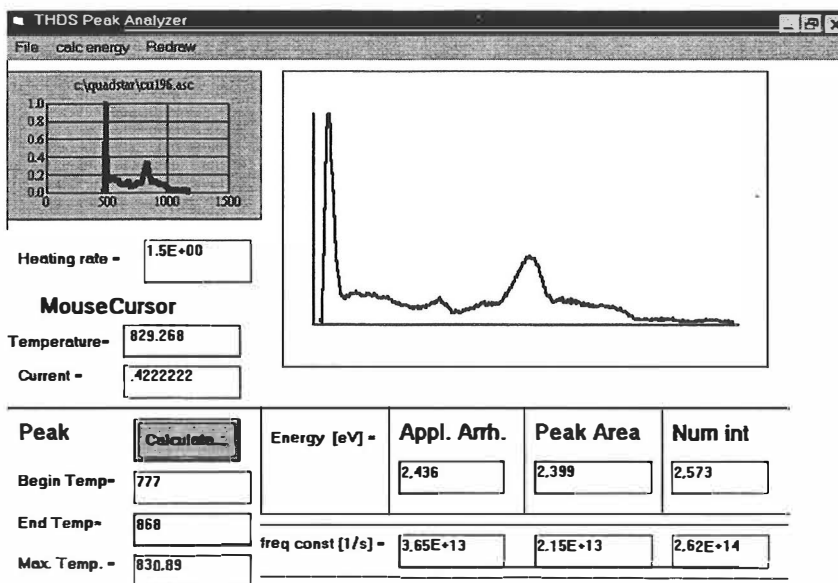 THDS Peak Analyzer
File calc energy Redraw
c:\quadstar\cu196.asc
1.0
0.8
0.6
0.4
0.2
0.0
0 500 1000 1500
Heating rate = 1.5E+00
MouseCursor
Temperature= 829.268
Current = .4222222
Peak Calculate... Energy [eV] = Appl. Arrh. Peak Area Num int
2,436 2,399 2,573
Begin Temp= 777
End Temp= 868
freq const [1/s] = 3,65E+13 2,15E+13 2,62E+14
Max. Temp. = 830,89